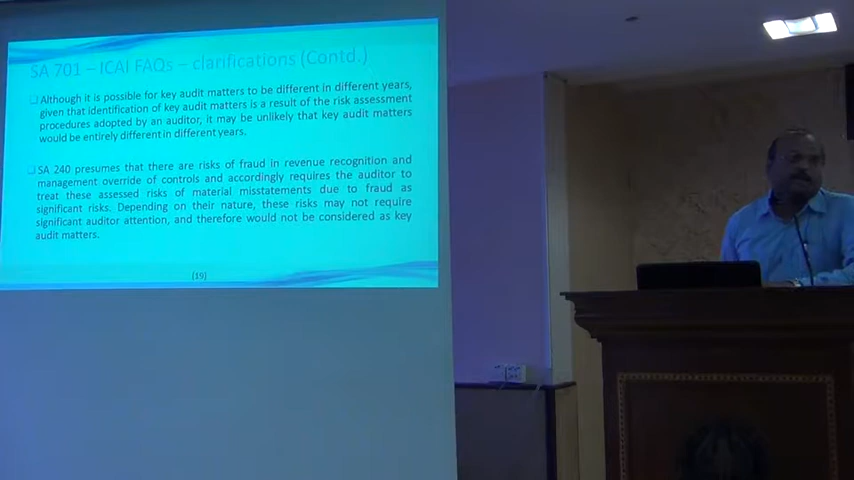 SA 701 – ICAI FAQs – clarifications (Contd.)
Although it is possible for key audit matters to be different in different years,
given that identification of key audit matters is a result of the risk assessment
procedures adopted by an auditor, it may be unlikely that key audit matters
would be entirely different in different years.
SA 240 presumes that there are risks of fraud in revenue recognition and
management override of controls and accordingly requires the auditor to
treat these assessed risks of material misstatements due to fraud as
significant risks. Depending on their nature, these risks may not require
significant auditor attention, and therefore would not be considered as key
audit matters.
(19)